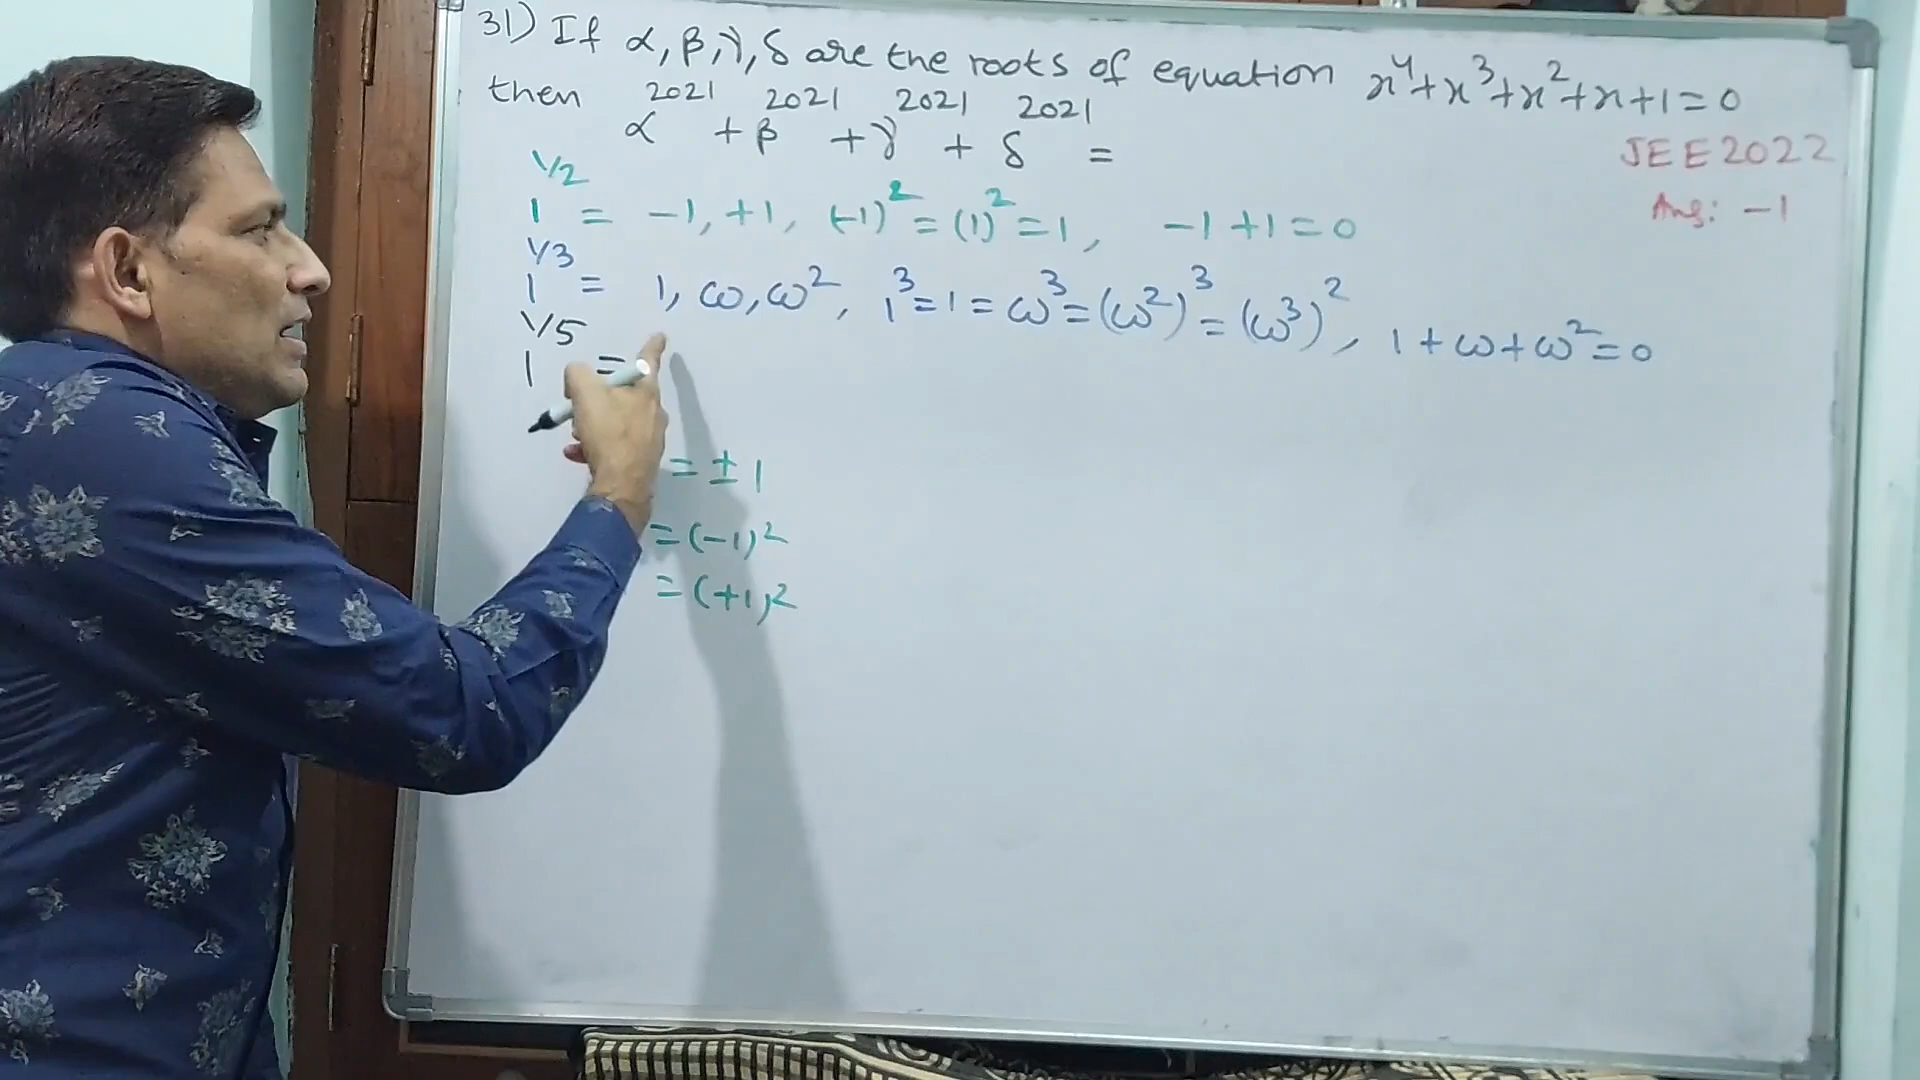 31) If α, β, γ, δ are the roots of equation x⁴+x³+x²+x+1=0
then α²⁰²¹ + β²⁰²¹ + γ²⁰²¹ + δ²⁰²¹ =
JEE 2022
Ans: -1
1^1/2 = -1, +1, (-1)² = (1)² = 1, -1+1=0
1^1/3 = 1, ω, ω², 1³=1=ω³=(ω²)³=(ω³)², 1+ω+ω²=0
1^1/5 =
= ±1
= (-1)²
= (+1)²